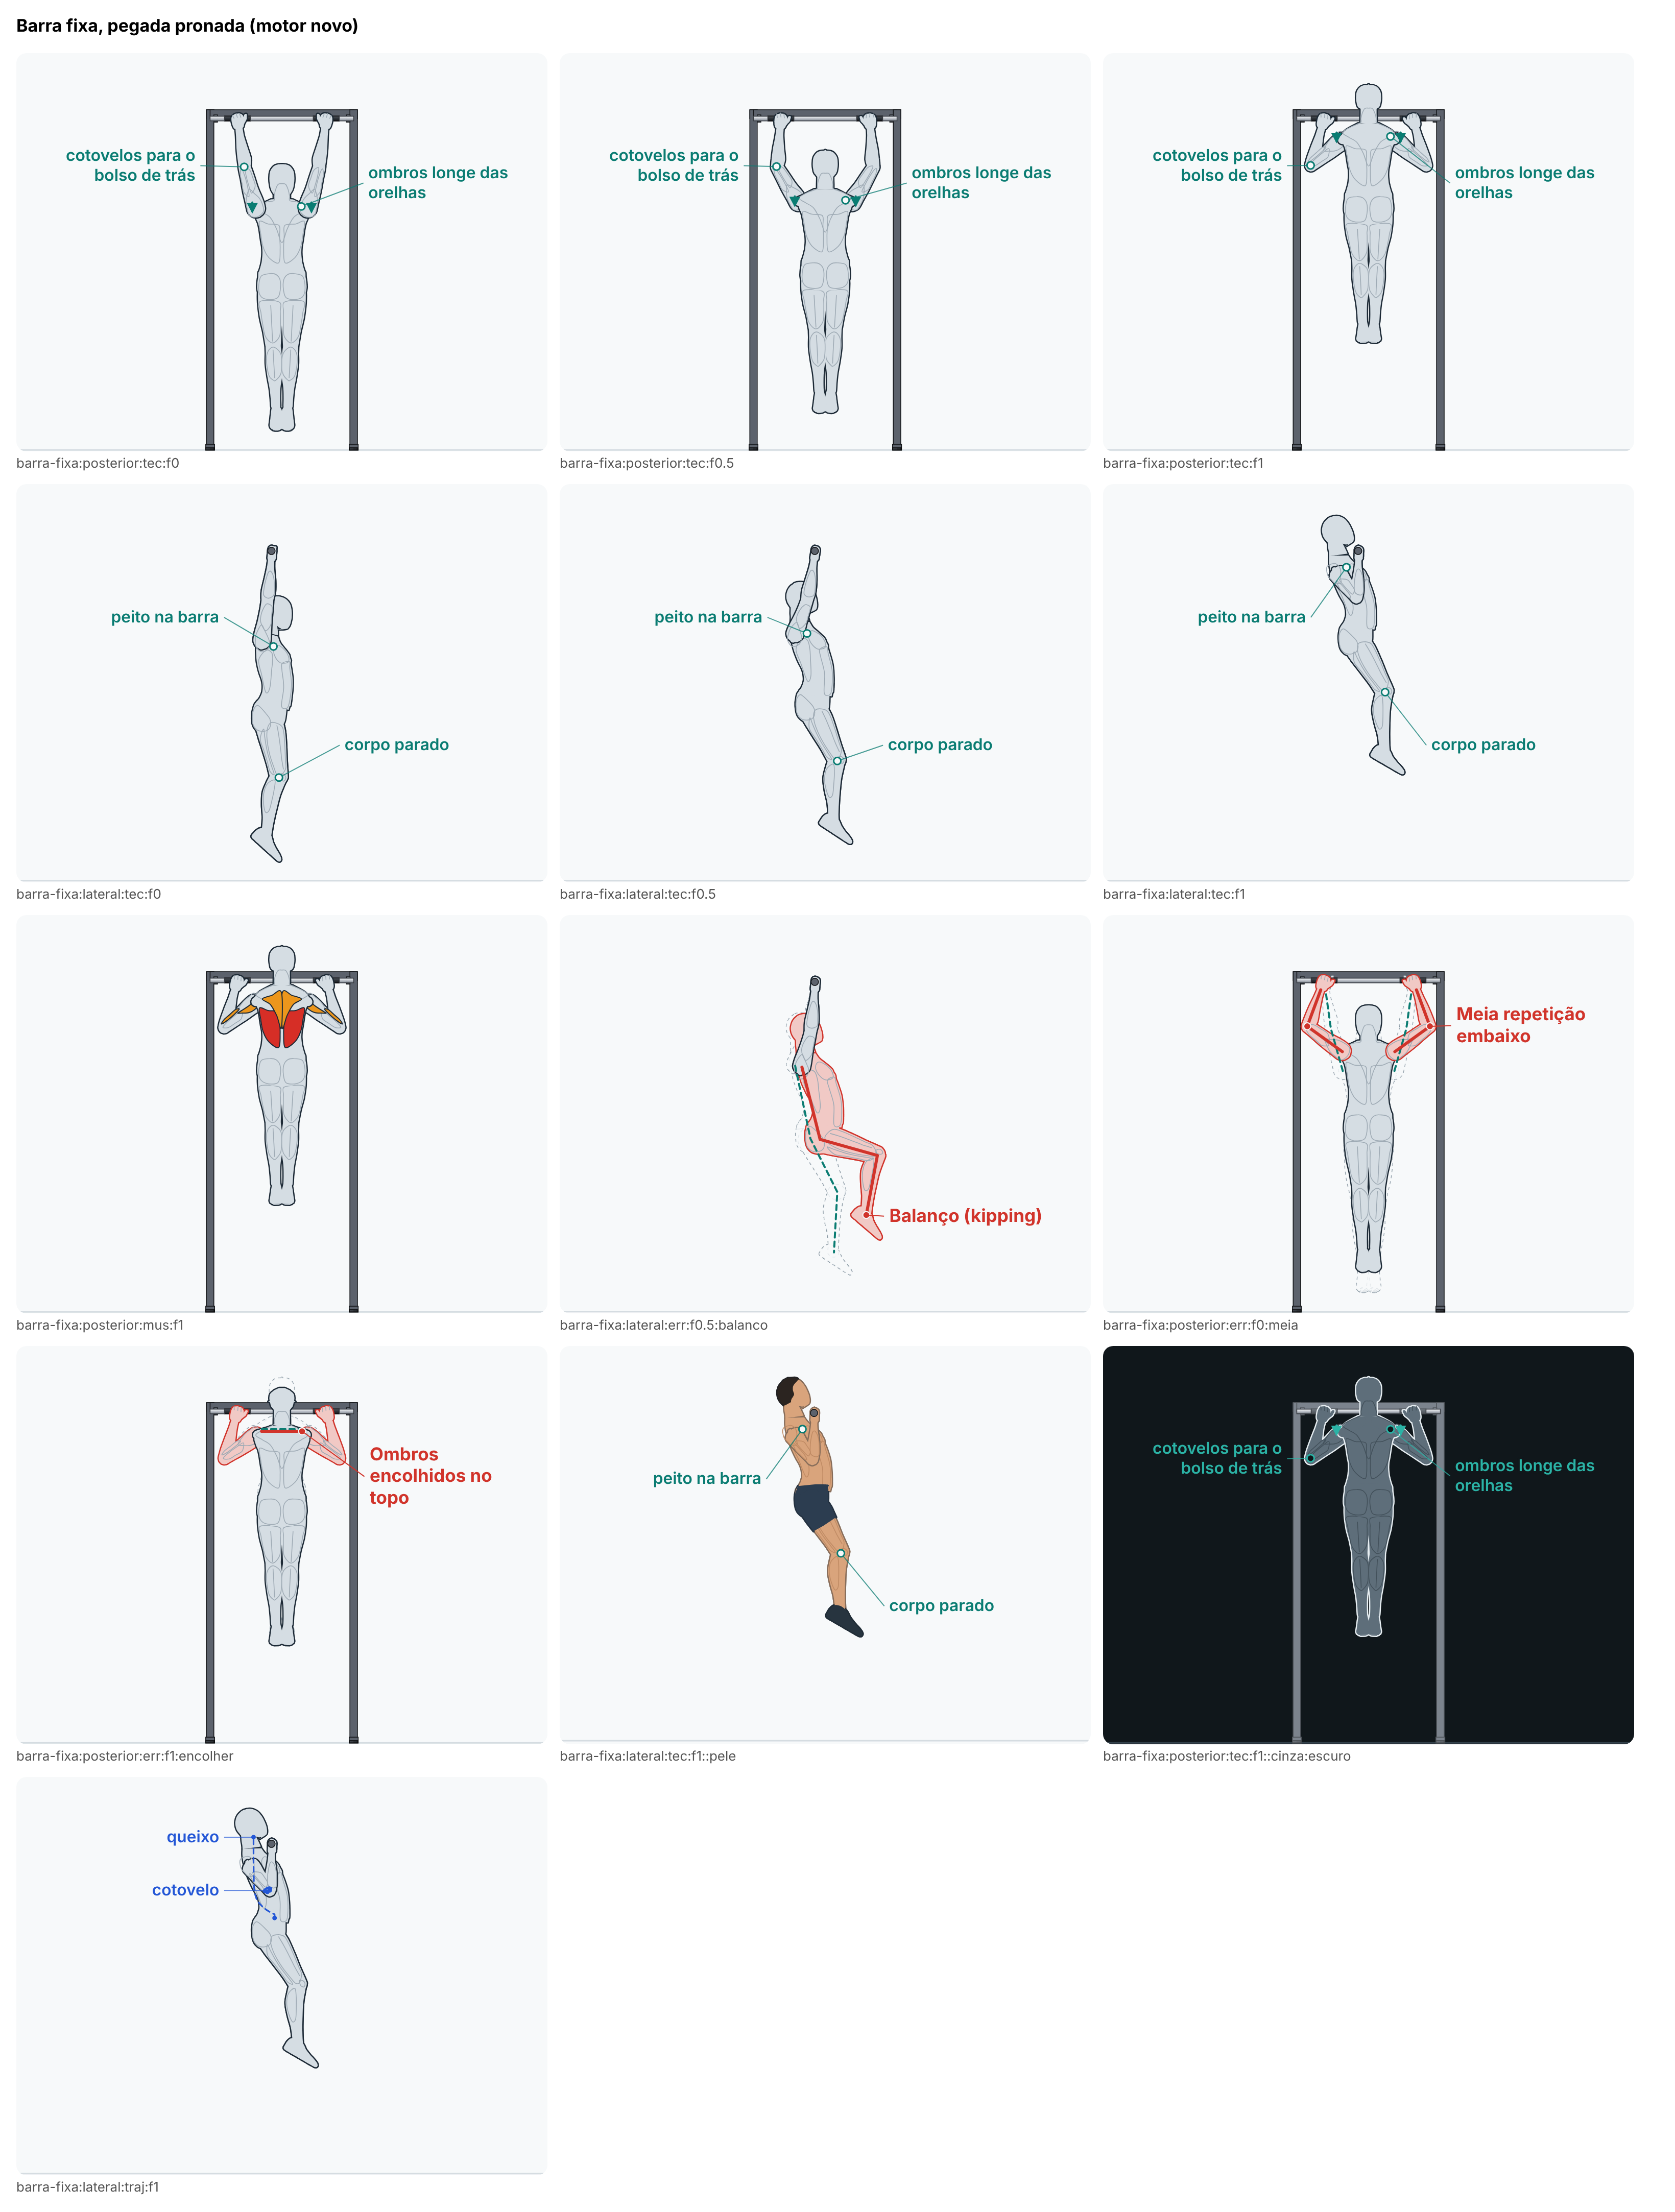 Barra fixa, pegada pronada (motor novo)
cotovelos para o
bolso de trás
ombros longe das
orelhas
barra-fixa:posterior:tec:f0
cotovelos para o
bolso de trás
ombros longe das
orelhas
barra-fixa:posterior:tec:f0.5
cotovelos para o
bolso de trás
ombros longe das
orelhas
barra-fixa:posterior:tec:f1
peito na barra
corpo parado
barra-fixa:lateral:tec:f0
peito na barra
corpo parado
barra-fixa:lateral:tec:f0.5
peito na barra
corpo parado
barra-fixa:lateral:tec:f1
barra-fixa:posterior:mus:f1
Balanço (kipping)
barra-fixa:lateral:err:f0.5:balanco
Meia repetição
embaixo
barra-fixa:posterior:err:f0:meia
Ombros
encolhidos no
topo
barra-fixa:posterior:err:f1:encolher
peito na barra
corpo parado
barra-fixa:lateral:tec:f1::pele
cotovelos para o
bolso de trás
ombros longe das
orelhas
barra-fixa:posterior:tec:f1::cinza:escuro
queixo
cotovelo
barra-fixa:lateral:traj:f1